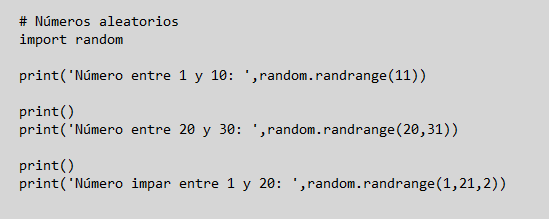 # Números aleatorios
import random
print('Número entre 1 y 10: ',random.randrange(11))
print()
print('Número entre 20 y 30: ',random.randrange(20,31))
print()
print('Número impar entre 1 y 20: ',random.randrange(1,21,2))